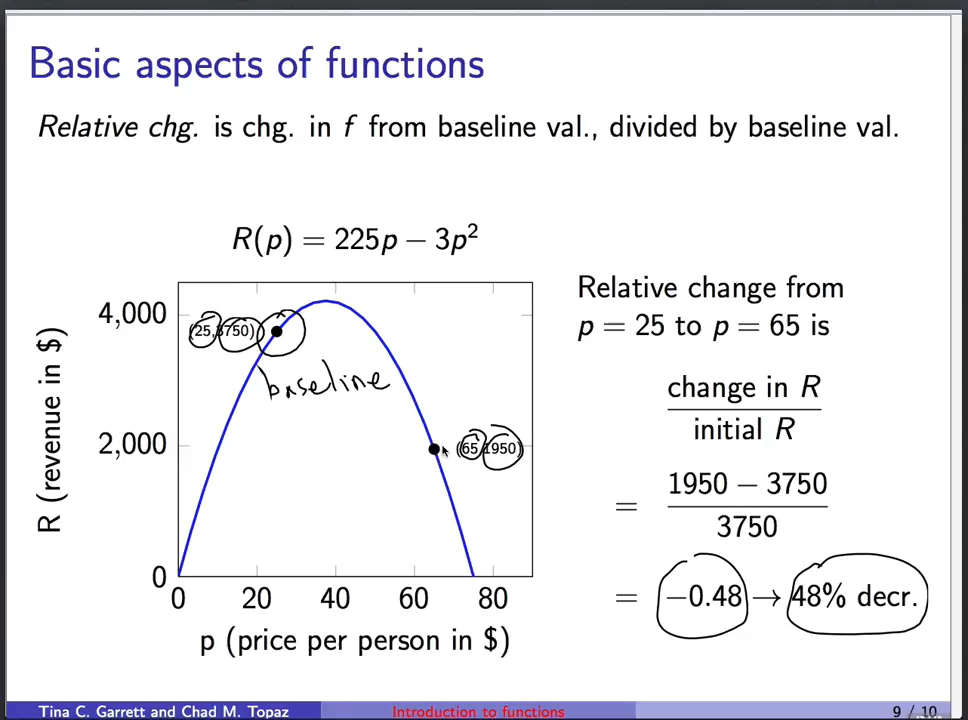 Basic aspects of functions
Relative chg. is chg. in f from baseline val., divided by baseline val.
R(p) = 225p − 3p²
Relative change from
p = 25 to p = 65 is
change in R
initial R
= 1950 − 3750
3750
= −0.48 → 48% decr.
R (revenue in $)
4,000
2,000
0
(25,3750)
baseline
(65,1950)
0 20 40 60 80
p (price per person in $)
Tina C. Garrett and Chad M. Topaz Introduction to functions 9 / 10